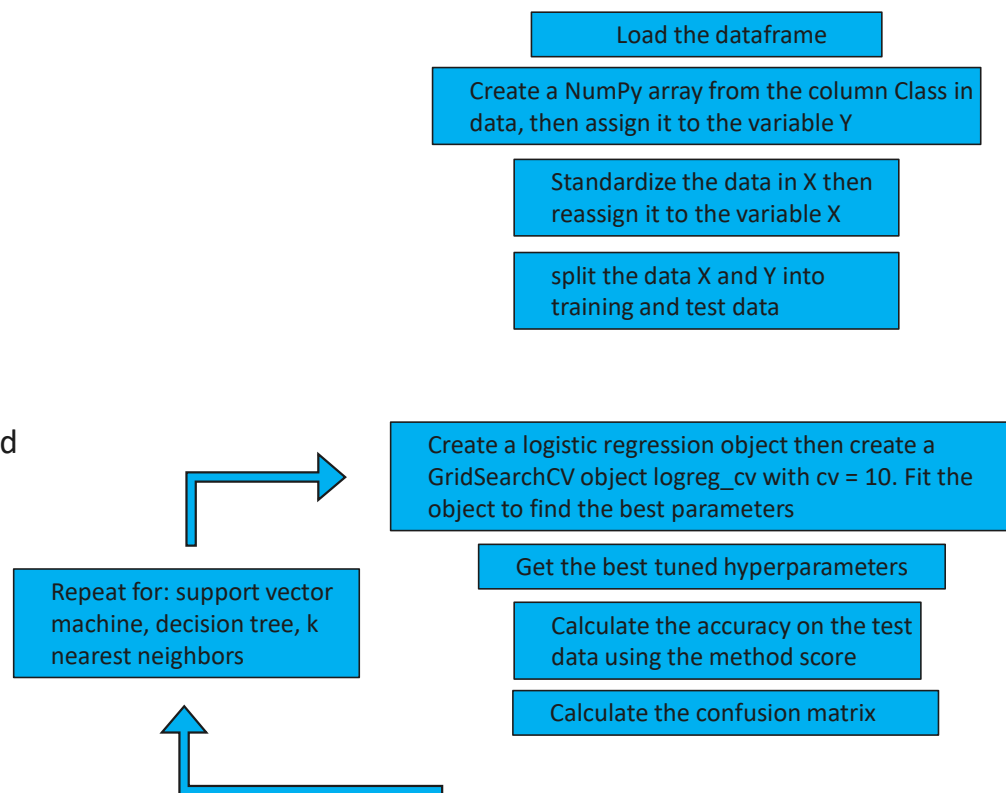 Load the dataframe
Create a NumPy array from the column Class in
data, then assign it to the variable Y
Standardize the data in X then
reassign it to the variable X
split the data X and Y into
training and test data
d
Create a logistic regression object then create a
GridSearchCV object logreg_cv with cv = 10. Fit the
object to find the best parameters
Get the best tuned hyperparameters
Repeat for: support vector
machine, decision tree, k
nearest neighbors
Calculate the accuracy on the test
data using the method score
Calculate the confusion matrix